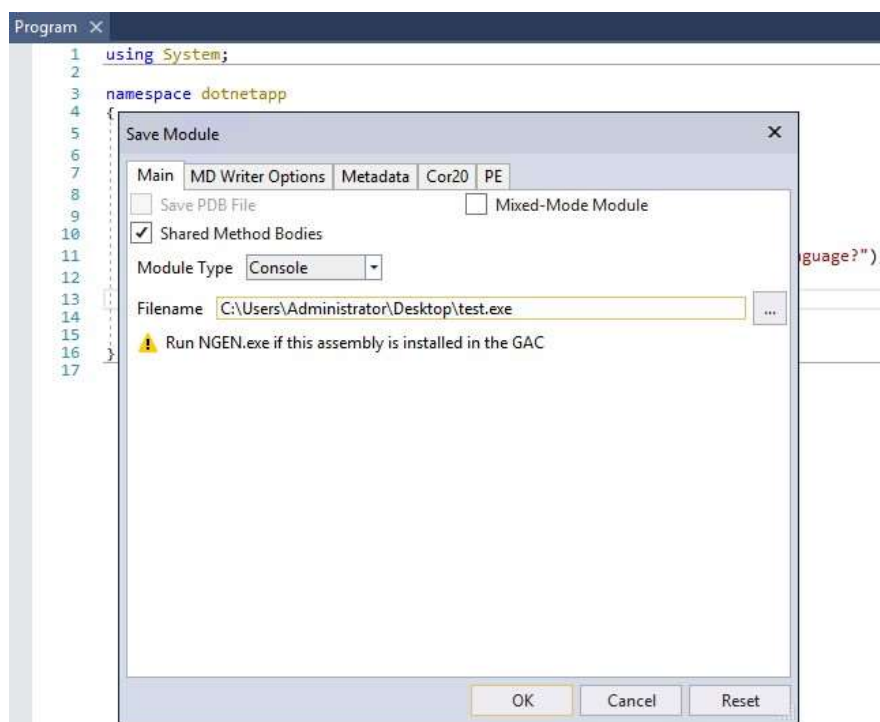 Program ×
1 using System;
2
3 namespace dotnetapp
4 {
Save Module ×
5
6
7
8
9
10
11 guage?")
12
13
14
15
16 }
17
Main MD Writer Options Metadata Cor20 PE
Save PDB File Mixed-Mode Module
Shared Method Bodies
Module Type Console
Filename C:\Users\Administrator\Desktop\test.exe ...
Run NGEN.exe if this assembly is installed in the GAC
OK Cancel Reset